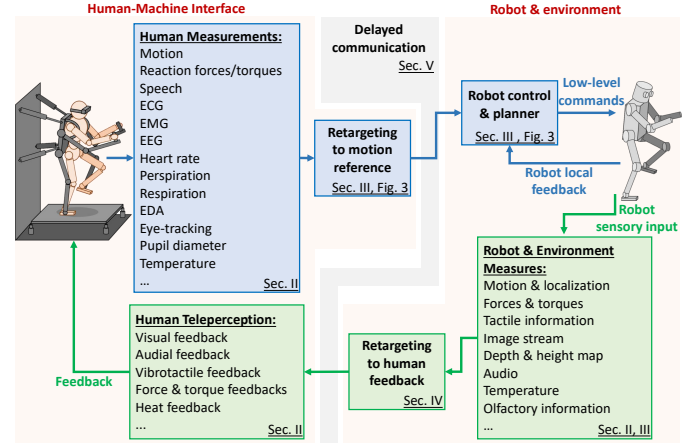 Human-Machine Interface
Robot & environment
Human Measurements:
Motion
Reaction forces/torques
Speech
ECG
EMG
EEG
Heart rate
Perspiration
Respiration
EDA
Eye-tracking
Pupil diameter
Temperature
...
Sec. II
Delayed
communication
Sec. V
Retargeting
to motion
reference
Sec. III, Fig. 3
Robot control
& planner
Sec. III , Fig. 3
Low-level
commands
Robot local
feedback
Robot
sensory input
Robot & Environment
Measures:
Motion & localization
Forces & torques
Tactile information
Image stream
Depth & height map
Audio
Temperature
Olfactory information
...
Sec. II, III
Retargeting
to human
feedback
Sec. IV
Human Teleperception:
Visual feedback
Audial feedback
Vibrotactile feedback
Force & torque feedbacks
Heat feedback
...
Sec. II
Feedback